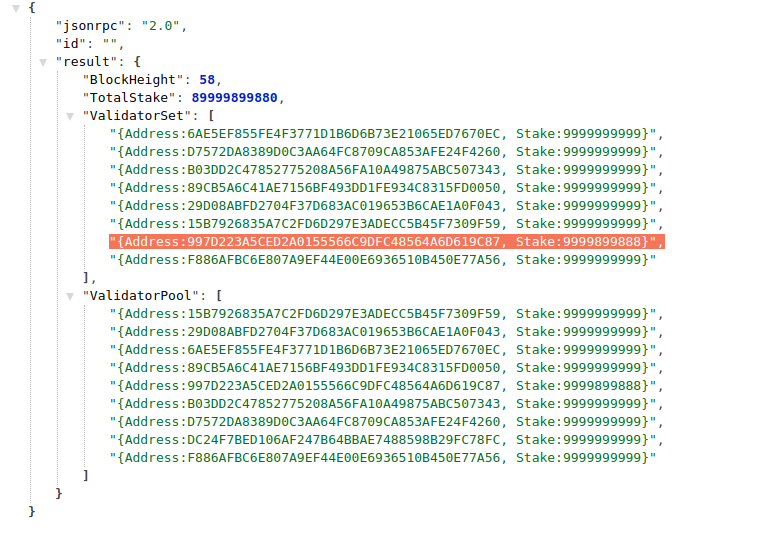 {
"jsonrpc": "2.0",
"id": "",
"result": {
"BlockHeight": 58,
"TotalStake": 89999899880,
"ValidatorSet": [
"{Address:6AE5EF855FE4F3771D1B6D6B73E21065ED7670EC, Stake:9999999999}",
"{Address:D7572DA8389D0C3AA64FC8709CA853AFE24F4260, Stake:9999999999}",
"{Address:B03DD2C47852775208A56FA10A49875ABC507343, Stake:9999999999}",
"{Address:89CB5A6C41AE7156BF493DD1FE934C8315FD0050, Stake:9999999999}",
"{Address:29D08ABFD2704F37D683AC019653B6CAE1A0F043, Stake:9999999999}",
"{Address:15B7926835A7C2FD6D297E3ADECC5B45F7309F59, Stake:9999999999}",
"{Address:997D223A5CED2A0155566C9DFC48564A6D619C87, Stake:9999899888}",
"{Address:F886AFBC6E807A9EF44E00E6936510B450E77A56, Stake:9999999999}"
],
"ValidatorPool": [
"{Address:15B7926835A7C2FD6D297E3ADECC5B45F7309F59, Stake:9999999999}",
"{Address:29D08ABFD2704F37D683AC019653B6CAE1A0F043, Stake:9999999999}",
"{Address:6AE5EF855FE4F3771D1B6D6B73E21065ED7670EC, Stake:9999999999}",
"{Address:89CB5A6C41AE7156BF493DD1FE934C8315FD0050, Stake:9999999999}",
"{Address:997D223A5CED2A0155566C9DFC48564A6D619C87, Stake:9999899888}",
"{Address:B03DD2C47852775208A56FA10A49875ABC507343, Stake:9999999999}",
"{Address:D7572DA8389D0C3AA64FC8709CA853AFE24F4260, Stake:9999999999}",
"{Address:DC24F7BED106AF247B64BBAE7488598B29FC78FC, Stake:9999999999}",
"{Address:F886AFBC6E807A9EF44E00E6936510B450E77A56, Stake:9999999999}"
]
}
}